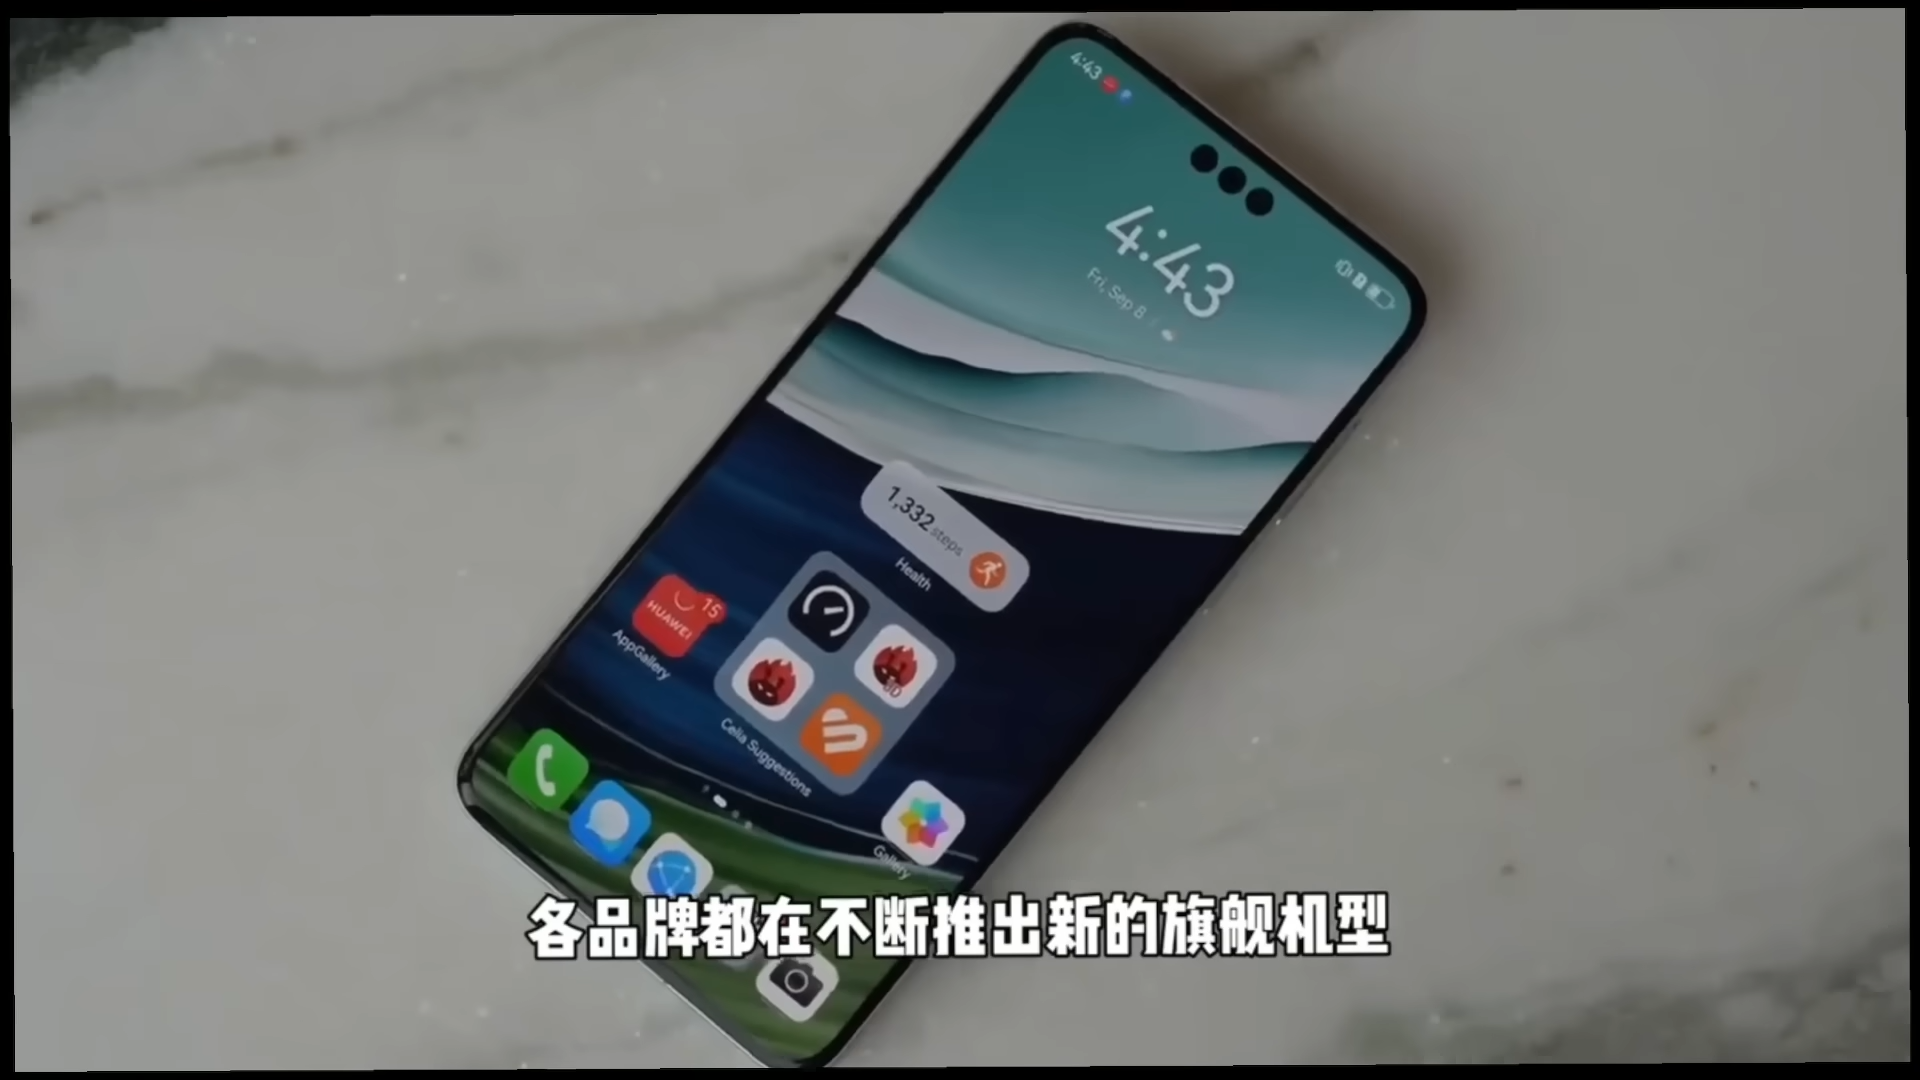 4:43
4:43
Fri, Sep 8
1,332 steps
Health
HUAWEI
15
AppGallery
3D
Celia Suggestions
Gallery
各品牌都在不断推出新的旗舰机型